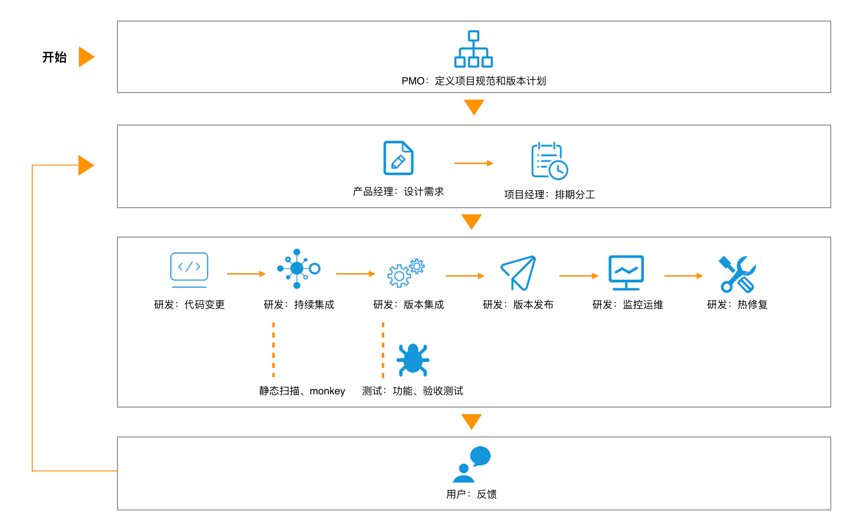 开始
PMO：定义项目规范和版本计划
产品经理：设计需求
项目经理：排期分工
研发：代码变更
研发：持续集成
研发：版本集成
研发：版本发布
研发：监控运维
研发：热修复
静态扫描、monkey
测试：功能、验收测试
用户：反馈